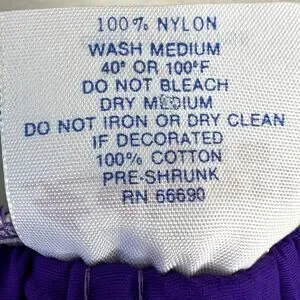 100% NYLON
WASH MEDIUM
40° OR 100°F
DO NOT BLEACH
DRY MEDIUM
DO NOT IRON OR DRY CLEAN
IF DECORATED
100% COTTON
PRE-SHRUNK
RN 66690